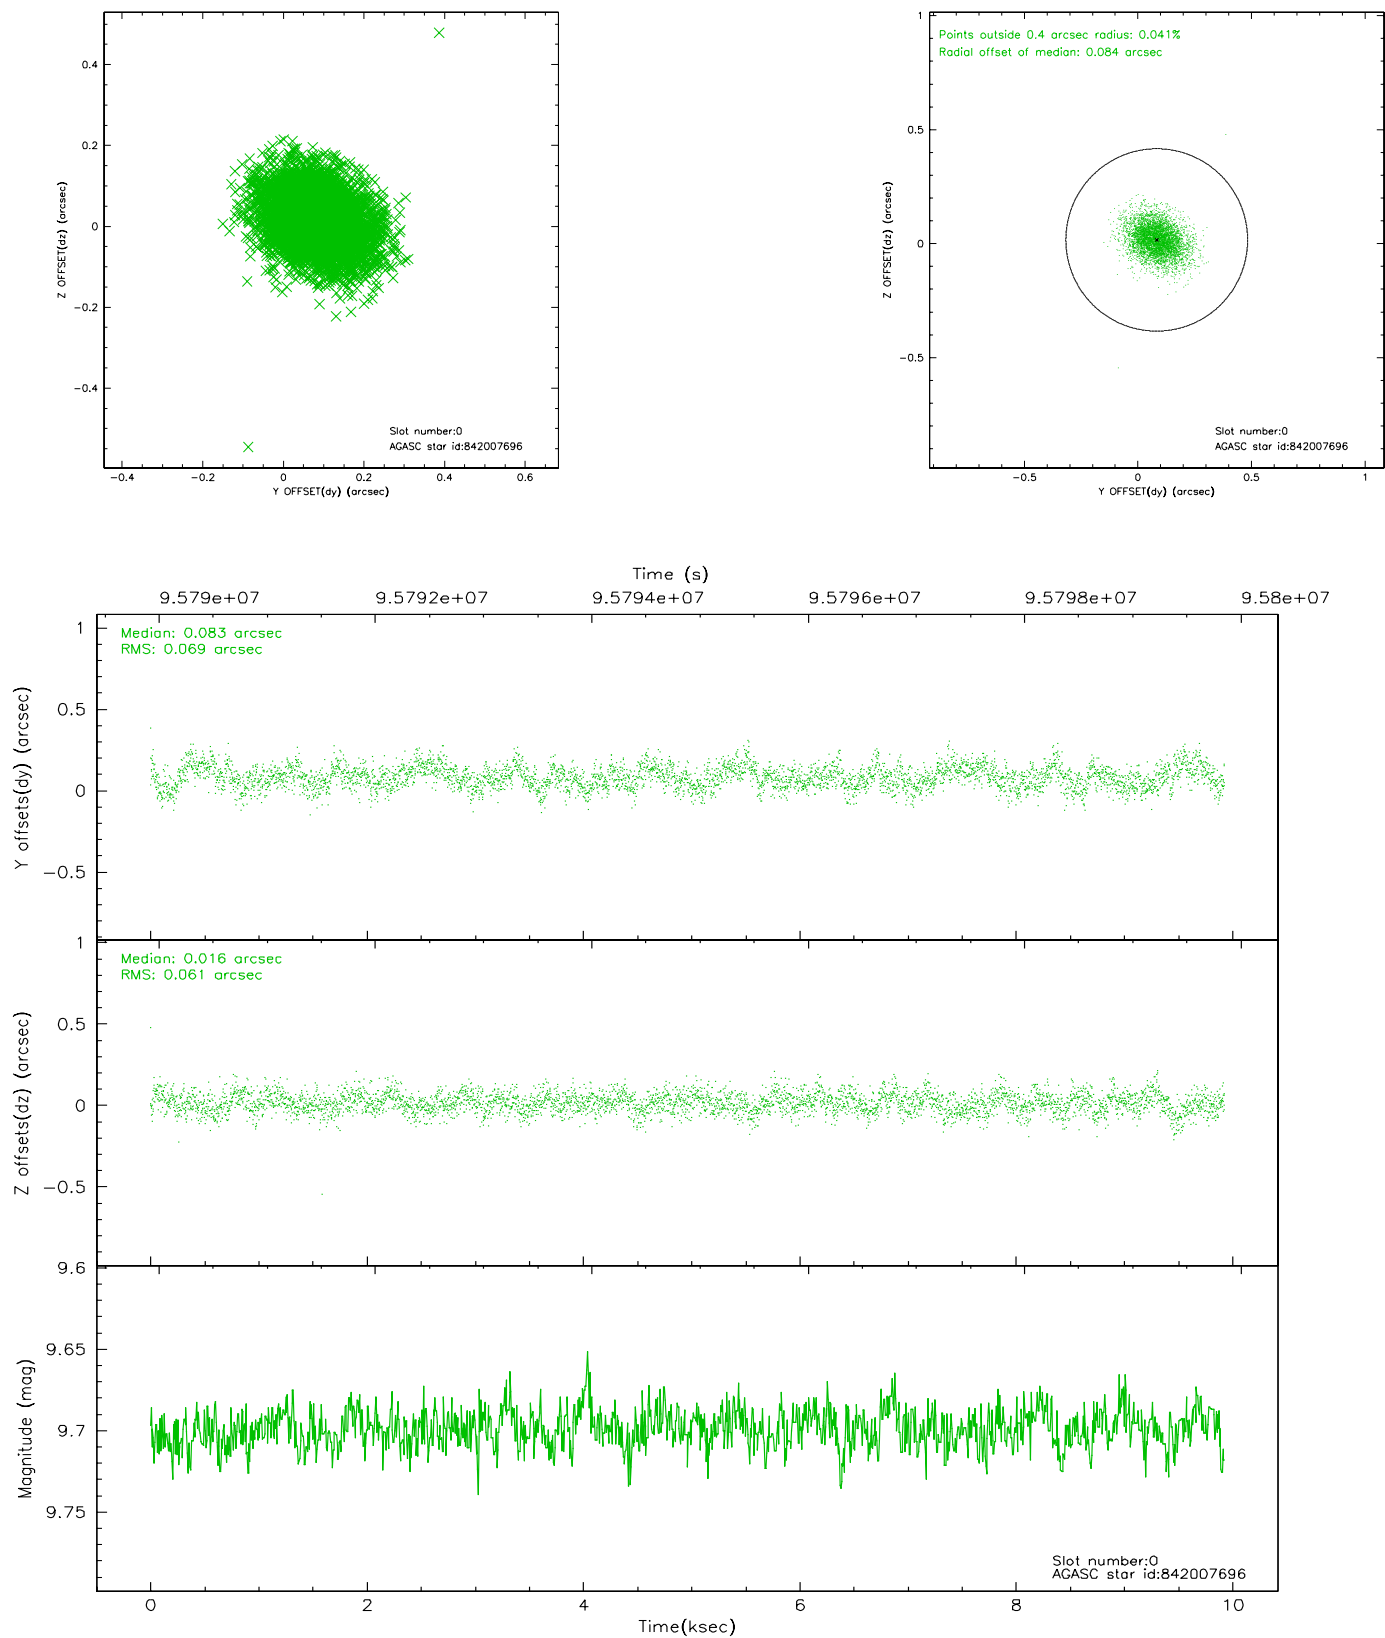 0.4
0.2
0
−0.2
−0.4
Z OFFSET(dz) (arcsec)
Slot number:0
AGASC star id:842007696
−0.4 −0.2 0 0.2 0.4 0.6
Y OFFSET(dy) (arcsec)
Points outside 0.4 arcsec radius: 0.041%
Radial offset of median: 0.084 arcsec
1
0.5
0
−0.5
Z OFFSET(dz) (arcsec)
Slot number:0
AGASC star id:842007696
−0.5 0 0.5 1
Y OFFSET(dy) (arcsec)
Time (s)
9.579e+07 9.5792e+07 9.5794e+07 9.5796e+07 9.5798e+07 9.58e+07
Median: 0.083 arcsec
RMS: 0.069 arcsec
1
0.5
0
−0.5
Y offsets(dy) (arcsec)
Median: 0.016 arcsec
RMS: 0.061 arcsec
1
0.5
0
−0.5
Z offsets(dz) (arcsec)
9.6
9.65
9.7
9.75
Magnitude (mag)
Slot number:0
AGASC star id:842007696
0 2 4 6 8 10
Time(ksec)